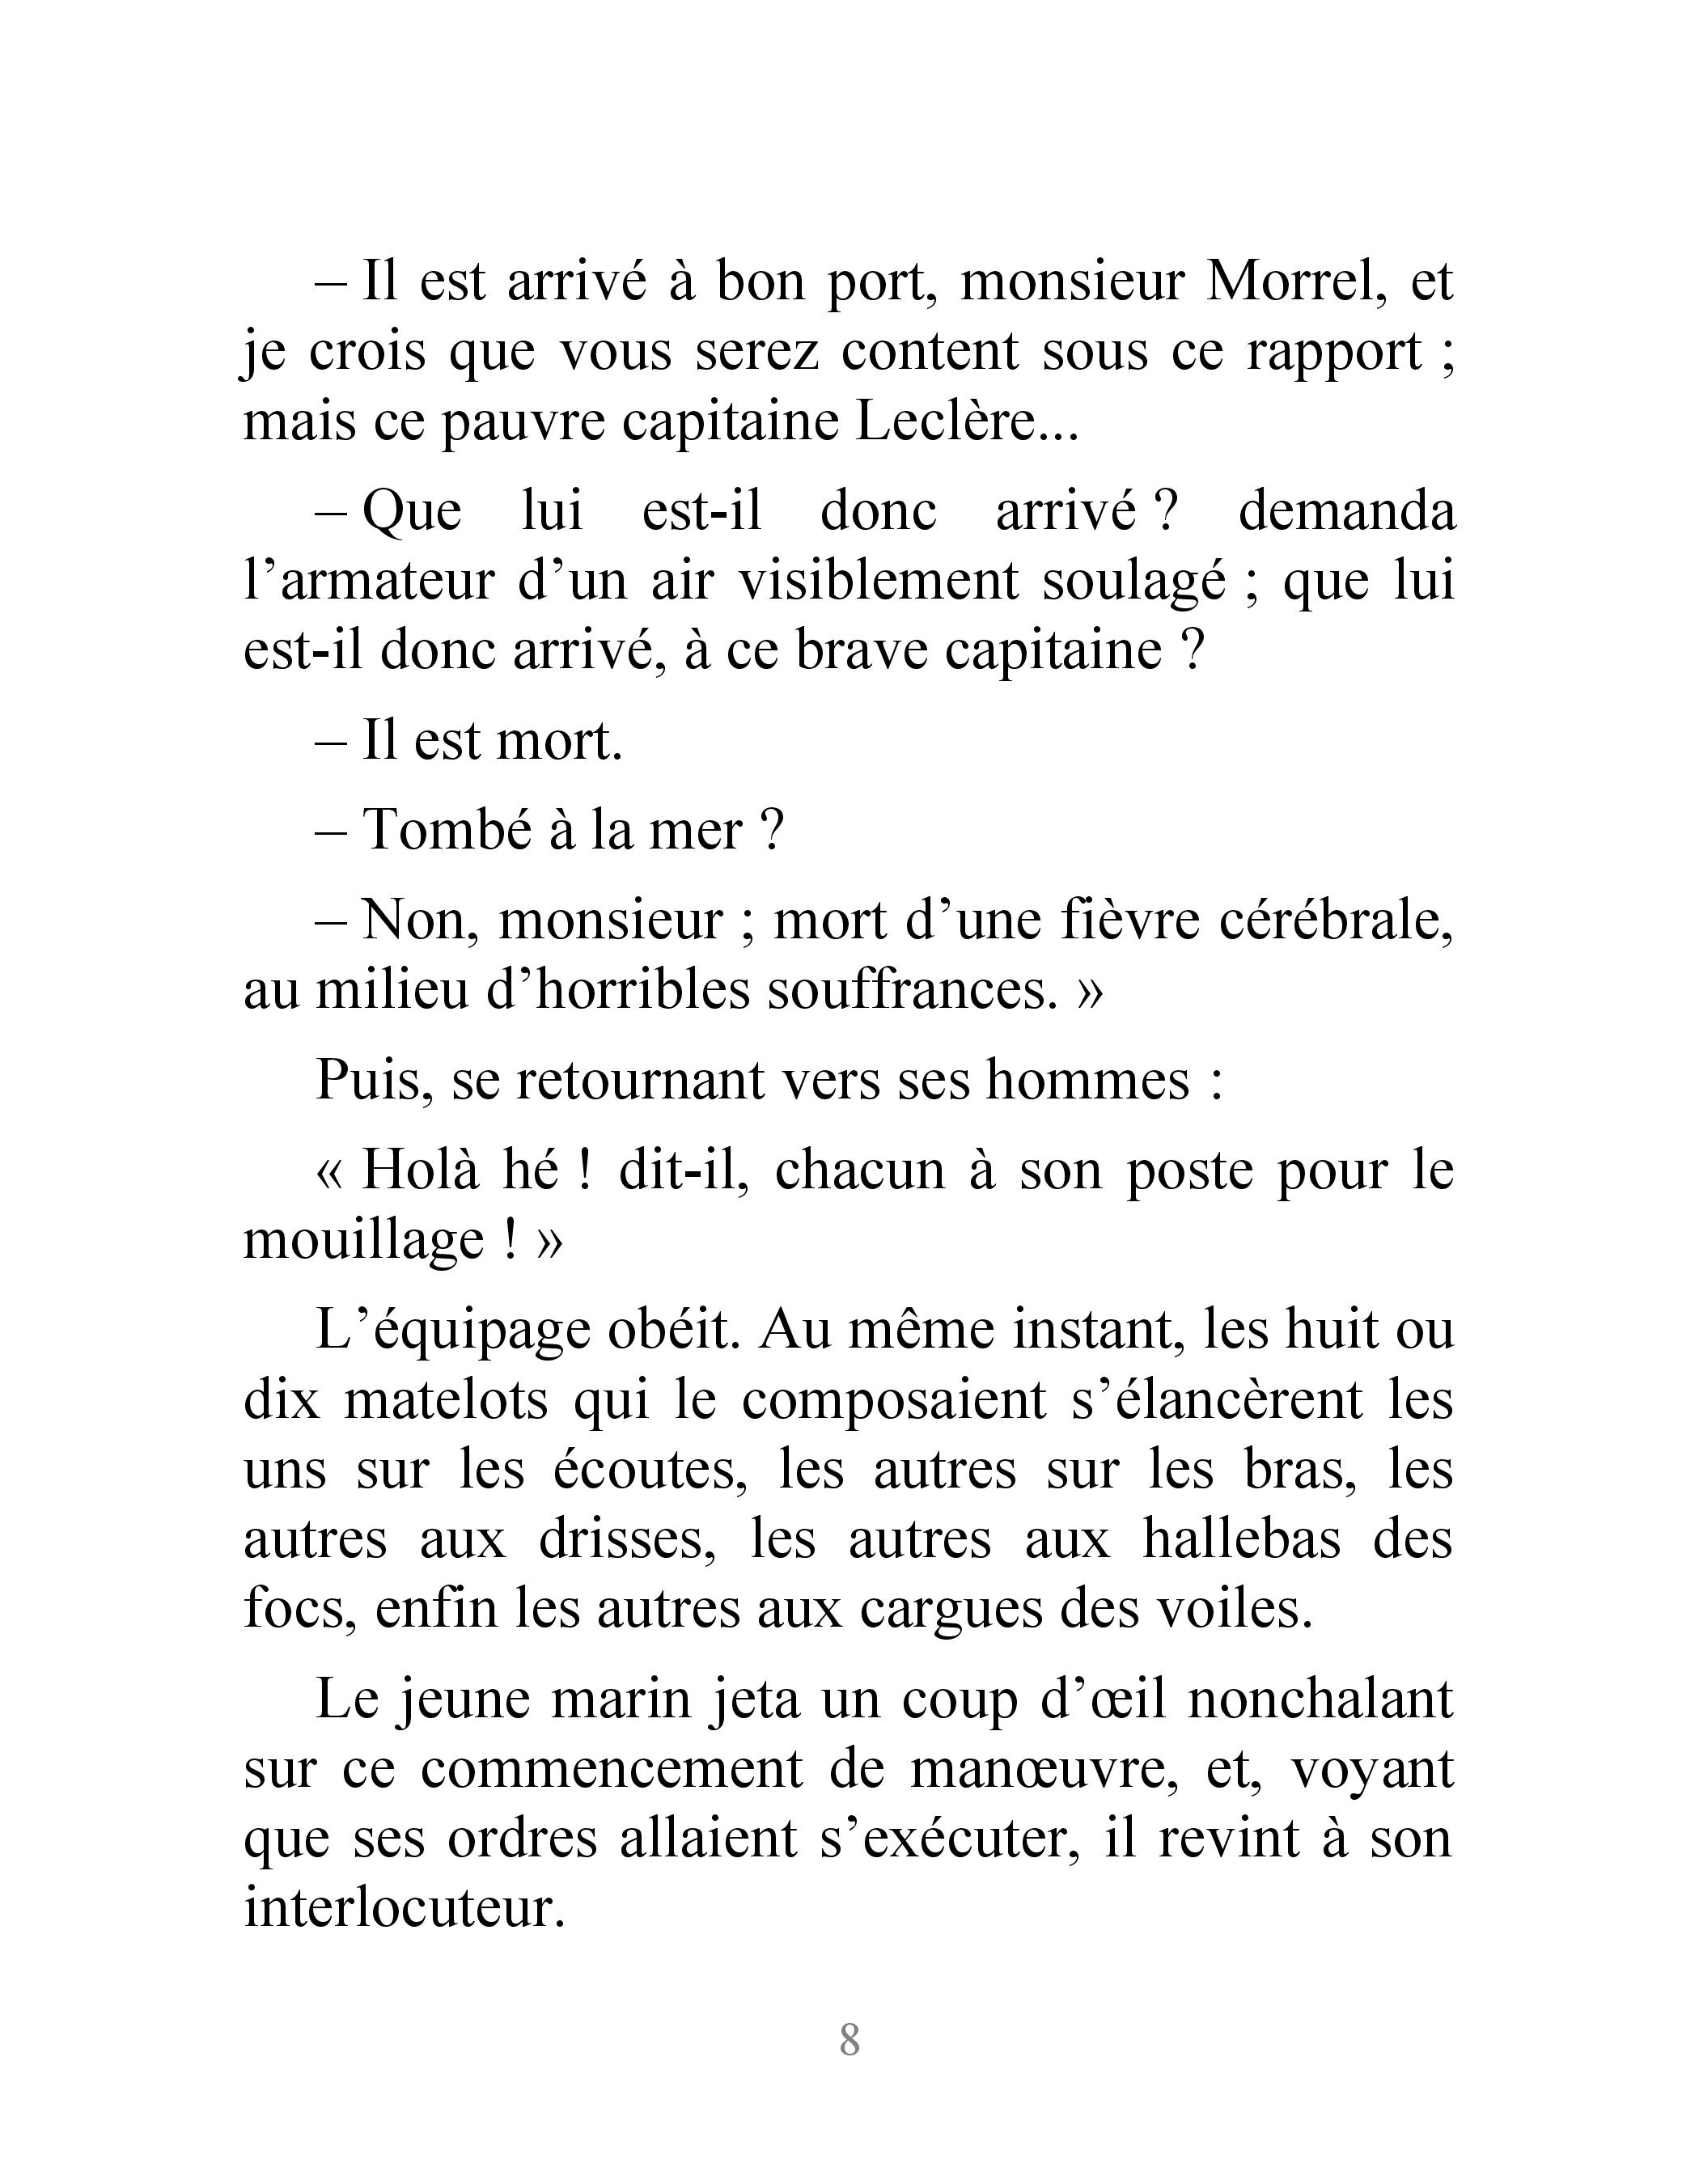 – Il est arrivé à bon port, monsieur Morrel, et
je crois que vous serez content sous ce rapport ;
mais ce pauvre capitaine Leclère...
– Que lui est-il donc arrivé ? demanda
l’armateur d’un air visiblement soulagé ; que lui
est-il donc arrivé, à ce brave capitaine ?
– Il est mort.
– Tombé à la mer ?
– Non, monsieur ; mort d’une fièvre cérébrale,
au milieu d’horribles souffrances. »
Puis, se retournant vers ses hommes :
« Holà hé ! dit-il, chacun à son poste pour le
mouillage ! »
L’équipage obéit. Au même instant, les huit ou
dix matelots qui le composaient s’élancèrent les
uns sur les écoutes, les autres sur les bras, les
autres aux drisses, les autres aux hallebas des
focs, enfin les autres aux cargues des voiles.
Le jeune marin jeta un coup d’œil nonchalant
sur ce commencement de manœuvre, et, voyant
que ses ordres allaient s’exécuter, il revint à son
interlocuteur.
8